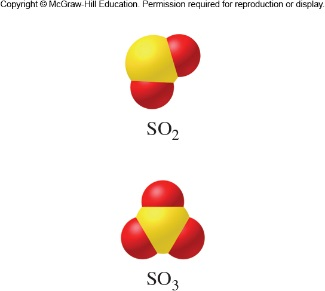 Copyright © McGraw-Hill Education. Permission required for reproduction or display.
SO₂
SO₃